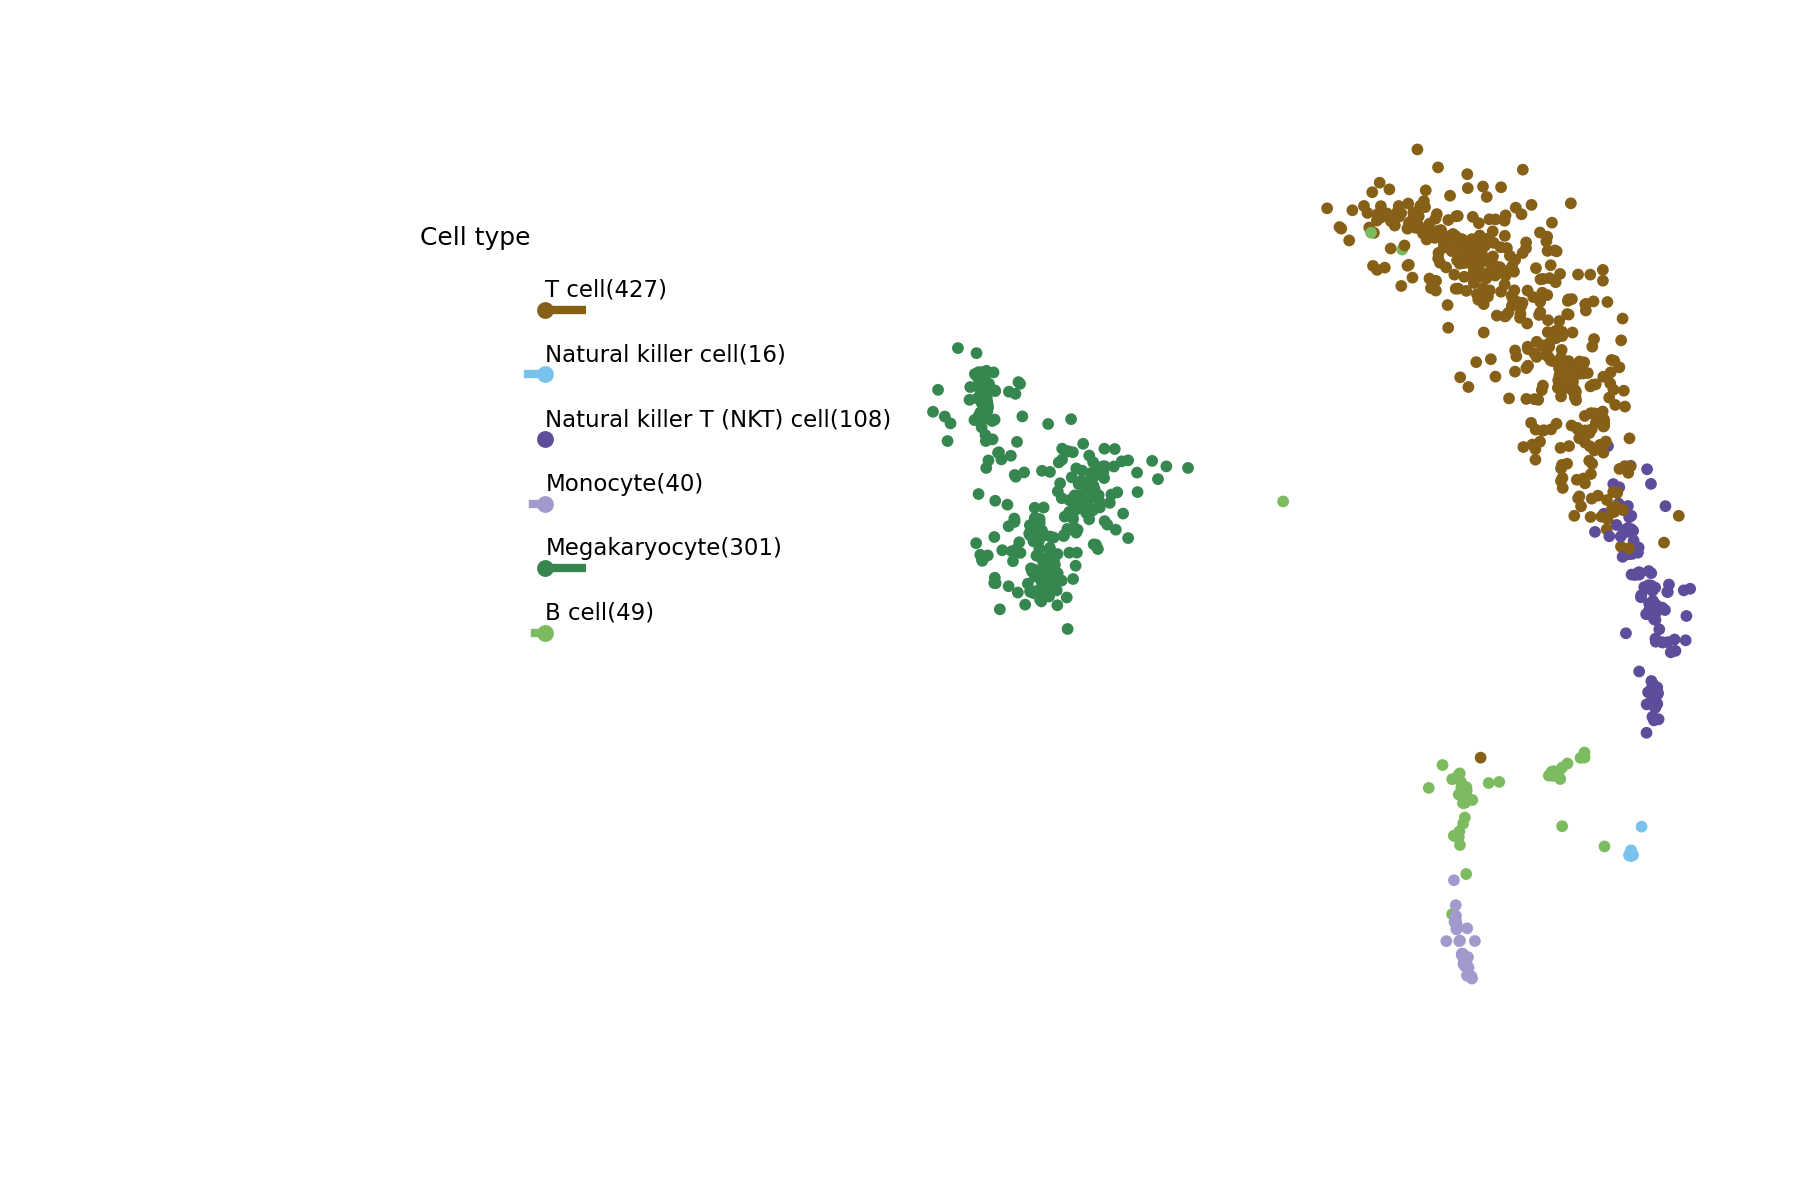 Cell type
T cell(427)
Natural killer cell(16)
Natural killer T (NKT) cell(108)
Monocyte(40)
Megakaryocyte(301)
B cell(49)